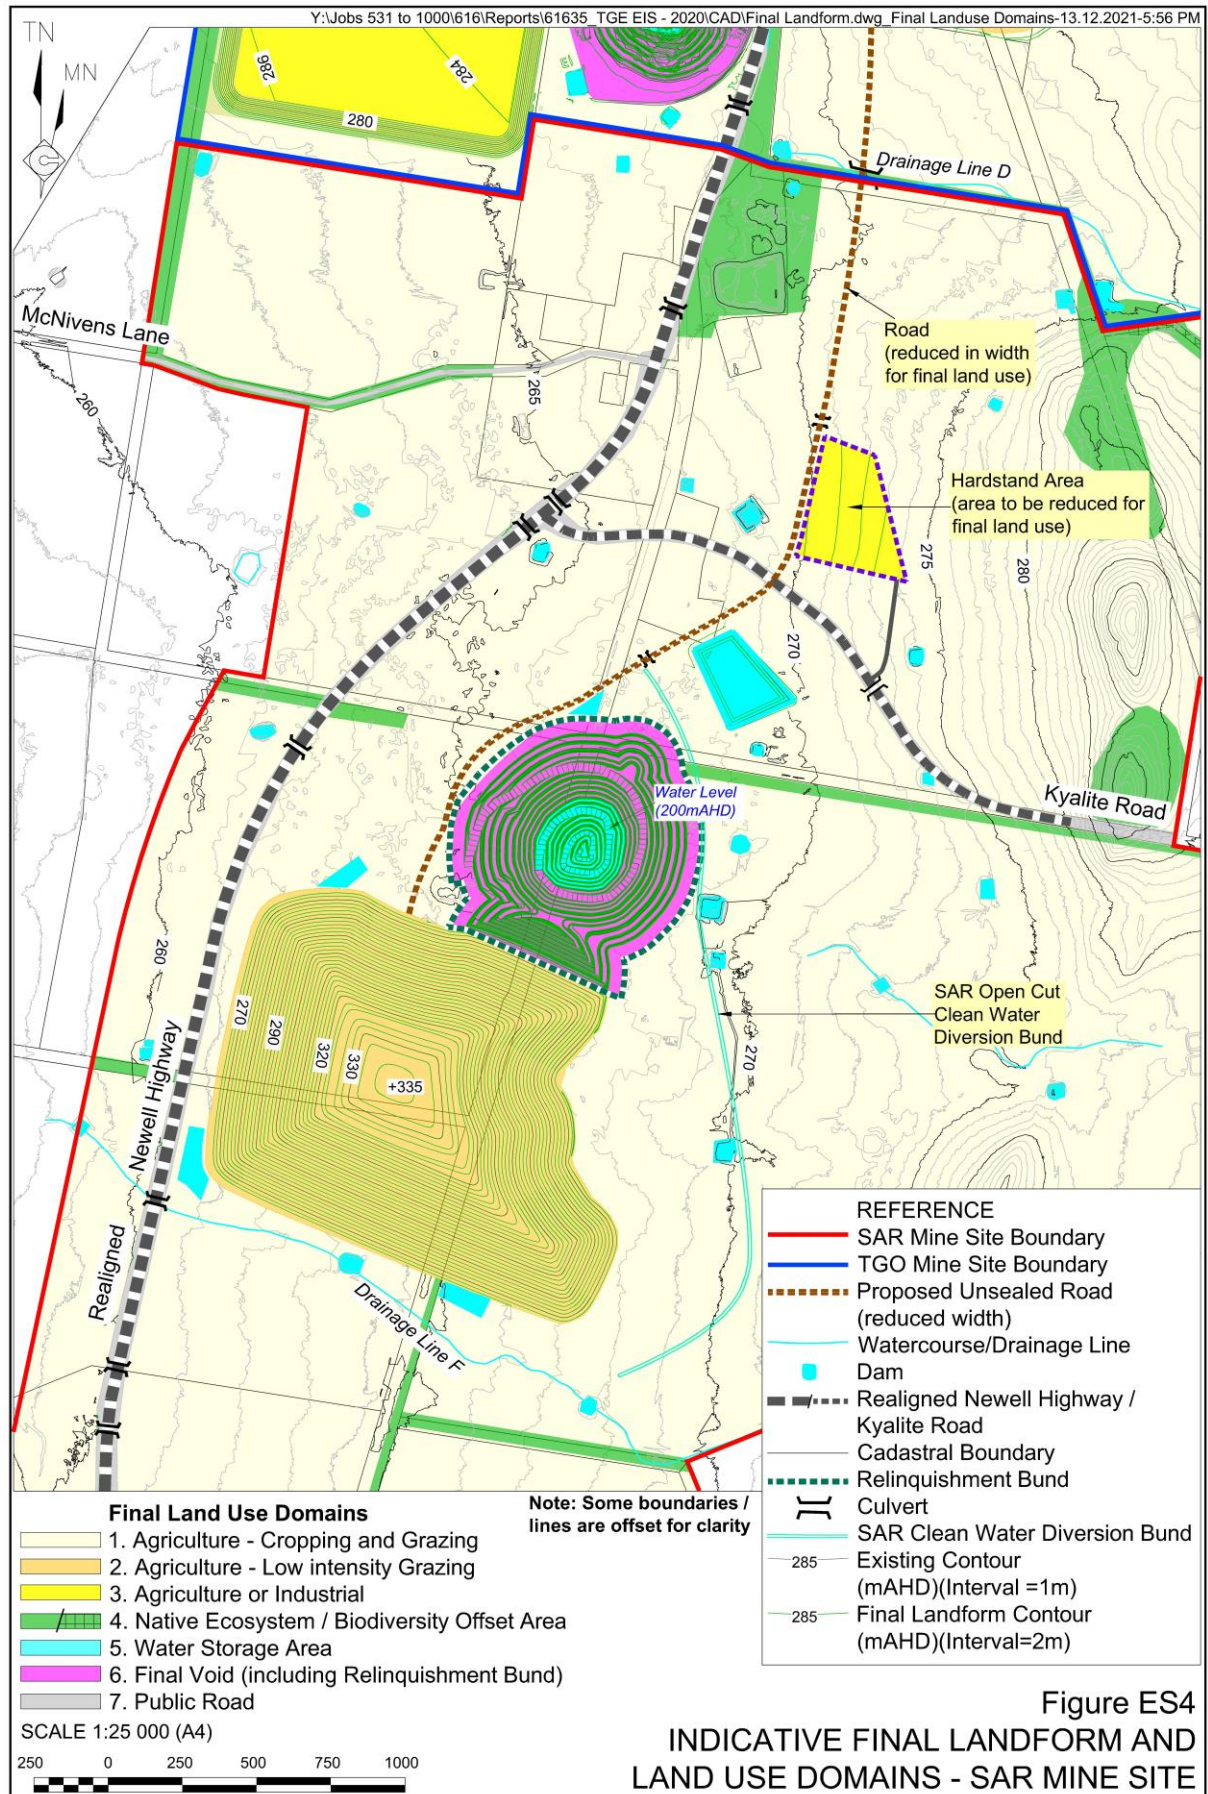 Y:\Jobs 531 to 1000\616\Reports\61635_TGE EIS - 2020\CAD\Final Landform.dwg_Final Landuse Domains-13.12.2021-5:56 PM
TN
MN
286
284
280
Drainage Line D
McNivens Lane
Road
(reduced in width
for final land use)
260
265
Hardstand Area
(area to be reduced for
final land use)
275
280
270
Water Level
(200mAHD)
Kyalite Road
260
SAR Open Cut
Clean Water
Diversion Bund
270
290
320
330
+335
270
Realigned Newell Highway
Drainage Line F
REFERENCE
SAR Mine Site Boundary
TGO Mine Site Boundary
Proposed Unsealed Road
(reduced width)
Watercourse/Drainage Line
Dam
Realigned Newell Highway /
Kyalite Road
Cadastral Boundary
Relinquishment Bund
Culvert
SAR Clean Water Diversion Bund
285 Existing Contour
(mAHD)(Interval =1m)
285 Final Landform Contour
(mAHD)(Interval=2m)
Final Land Use Domains
1. Agriculture - Cropping and Grazing
2. Agriculture - Low intensity Grazing
3. Agriculture or Industrial
4. Native Ecosystem / Biodiversity Offset Area
5. Water Storage Area
6. Final Void (including Relinquishment Bund)
7. Public Road
Note: Some boundaries /
lines are offset for clarity
SCALE 1:25 000 (A4)
250 0 250 500 750 1000
Figure ES4
INDICATIVE FINAL LANDFORM AND
LAND USE DOMAINS - SAR MINE SITE